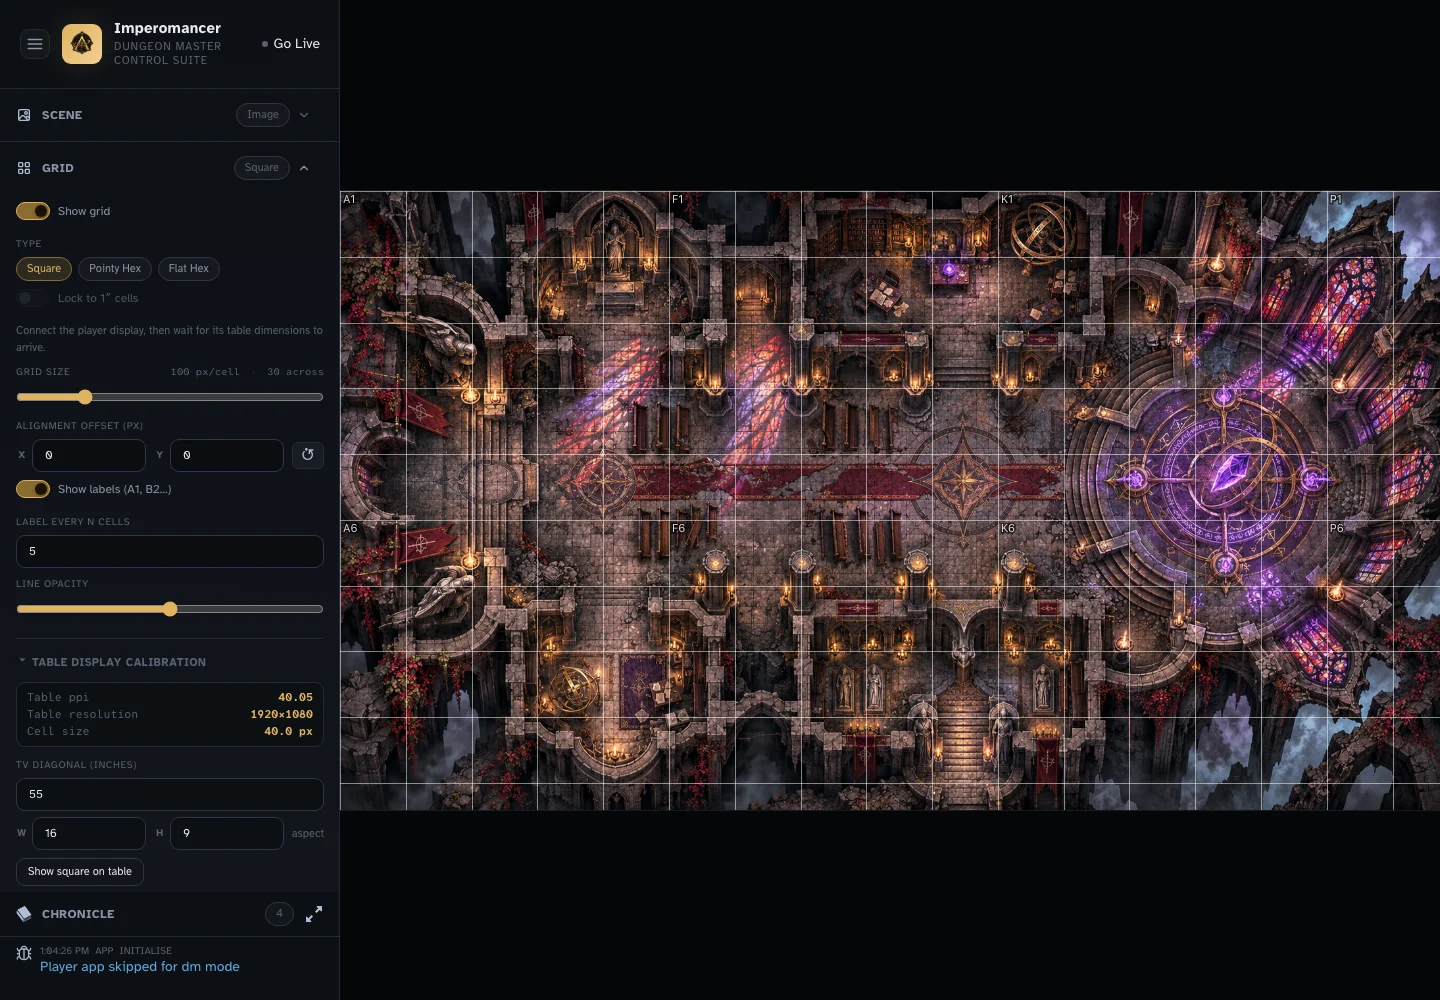 Imperomancer
DUNGEON MASTER
CONTROL SUITE
Go Live
SCENE
Image
GRID
Square
Show grid
TYPE
Square
Pointy Hex
Flat Hex
Lock to 1″ cells
Connect the player display, then wait for its table dimensions to
arrive.
GRID SIZE
100 px/cell · 30 across
ALIGNMENT OFFSET (PX)
X 0 Y 0
Show labels (A1, B2…)
LABEL EVERY N CELLS
5
LINE OPACITY
TABLE DISPLAY CALIBRATION
Table ppi 40.05
Table resolution 1920×1080
Cell size 40.0 px
TV DIAGONAL (INCHES)
55
W 16 H 9 aspect
Show square on table
CHRONICLE
4
1:04:26 PM APP INITIALISE
Player app skipped for dm mode
A1 F1 K1 P1
A6 F6 K6 P6